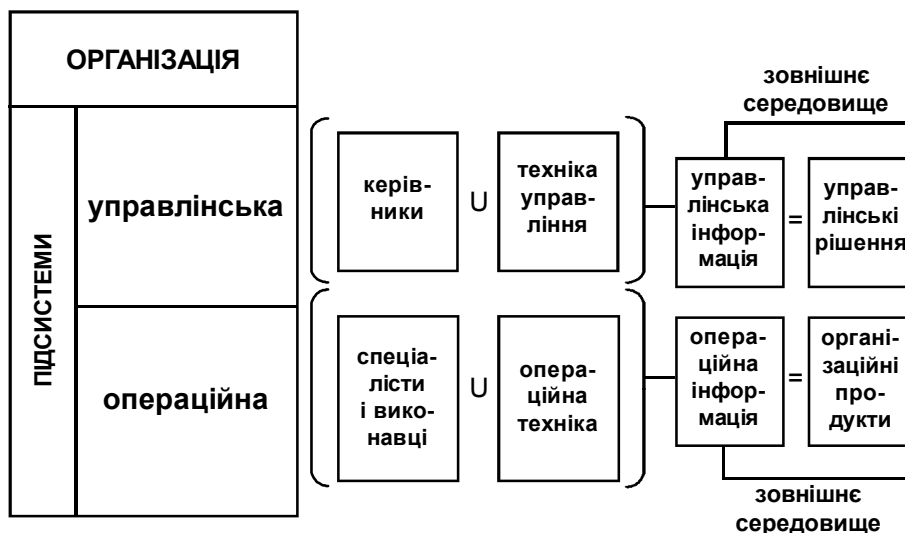 ОРГАНІЗАЦІЯ
ПІДСИСТЕМИ
управлінська
керів-
ники
U
техніка
управ-
ління
зовнішнє
середовище
управ-
лінська
інфор-
мація
=
управ-
лінські
рішення
операційна
спеціа-
лісти
і вико-
навці
U
опера-
ційна
техніка
опера-
ційна
інфор-
мація
=
органі-
заційні
про-
дукти
зовнішнє
середовище